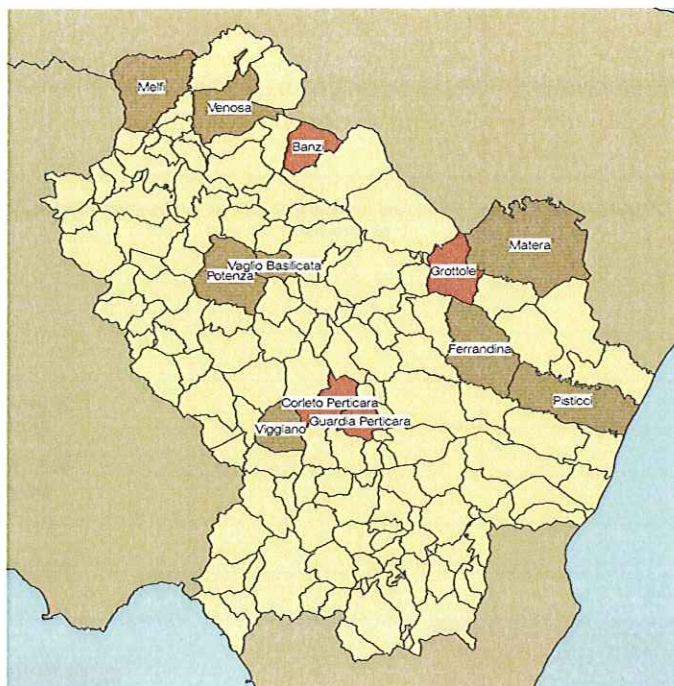 Melfi
Venosa
Banzi
Matera
Vaglio Basilicata
Potenza
Grottole
Ferrandina
Pisticci
Corleto Perticara
Guardia Perticara
Viggiano